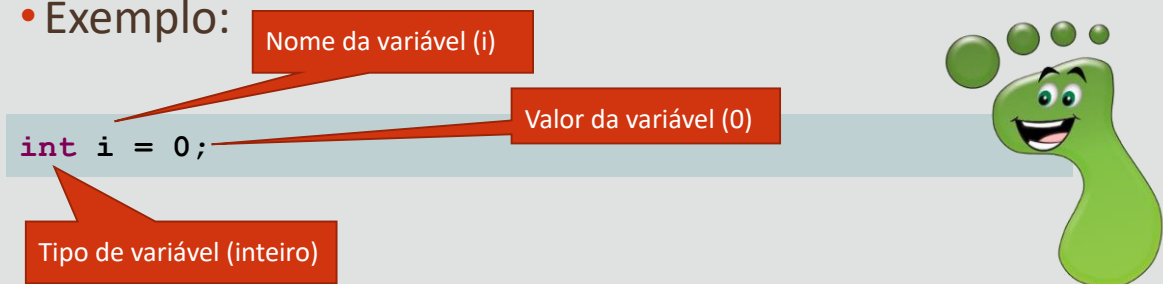 • Exemplo:
Nome da variável (i)
Valor da variável (0)
int i = 0;
Tipo de variável (inteiro)